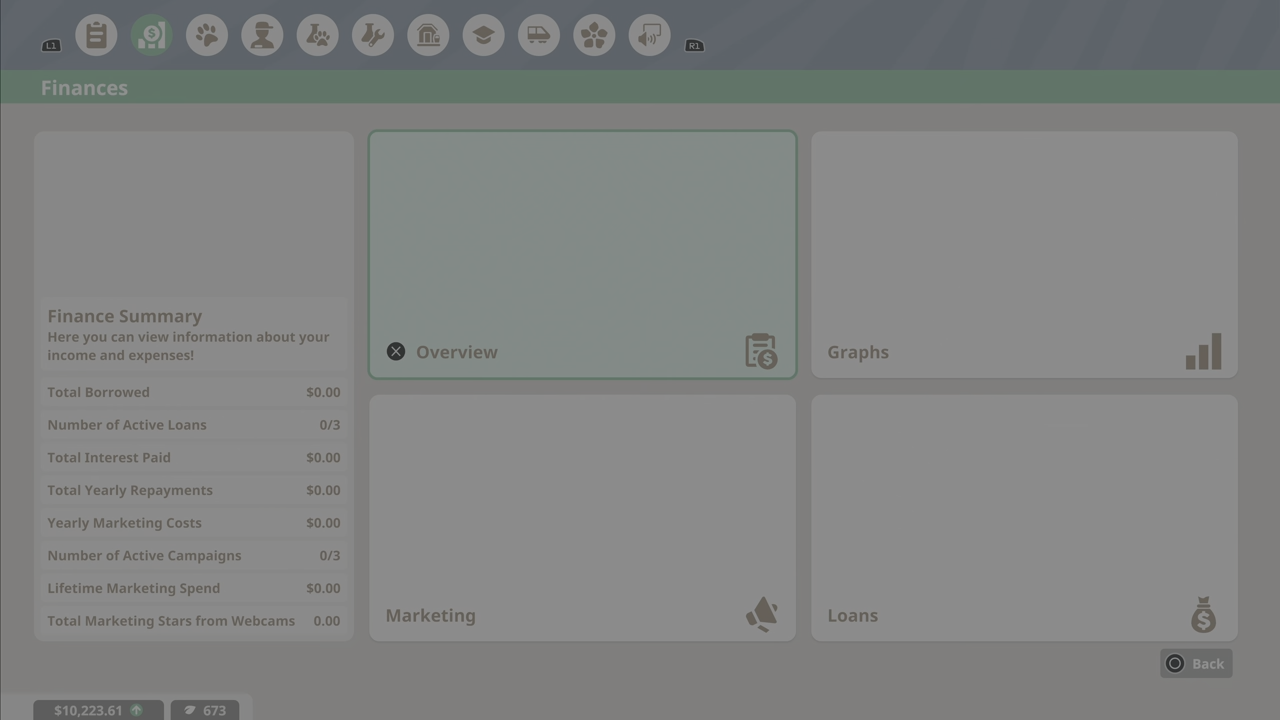 L1
R1
Finances
Finance Summary
Here you can view information about your
income and expenses!
Total Borrowed $0.00
Number of Active Loans 0/3
Total Interest Paid $0.00
Total Yearly Repayments $0.00
Yearly Marketing Costs $0.00
Number of Active Campaigns 0/3
Lifetime Marketing Spend $0.00
Total Marketing Stars from Webcams 0.00
Overview
Graphs
Marketing
Loans
Back
$10,223.61
673